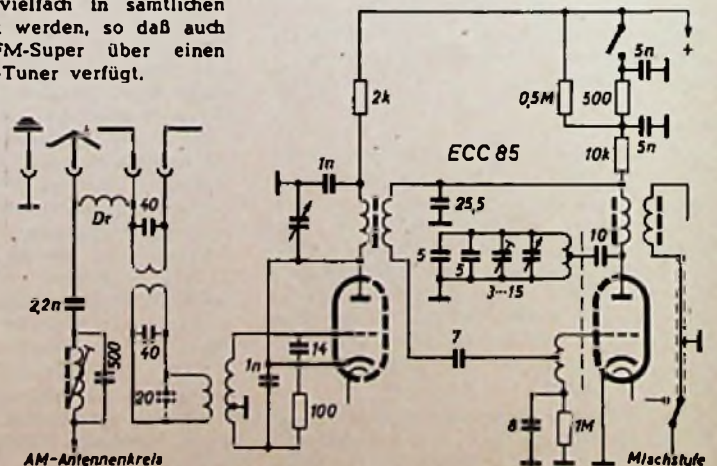 vielfach in sämtlichen
werden, so daß auch
FM-Super über einen
-Tuner verfügt.
+
5n
2k
0,5M
500
5n
10k
1n
ECC 85
40
Dr
25,5
5
5
10
3---15
2,2n
500
40
20
1n
14
100
7
8
1M
AM-Antennenkreis
Mischstufe